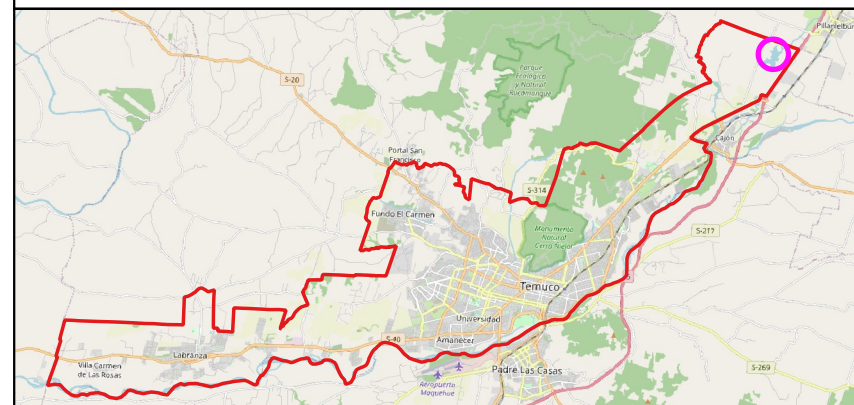 Pillanlelbún
S-20
Parque
Ecológico
y Natural
Rucamanque
Cajón
Portal San
Francisco
S-314
Fundo El Carmen
Monumento
Natural
Cerro Ñielol
S-217
Temuco
Universidad
S-40
Amanecer
Labranza
Villa Carmen
de Las Rosas
Padre Las Casas
S-269
Aeropuerto
Maquehue